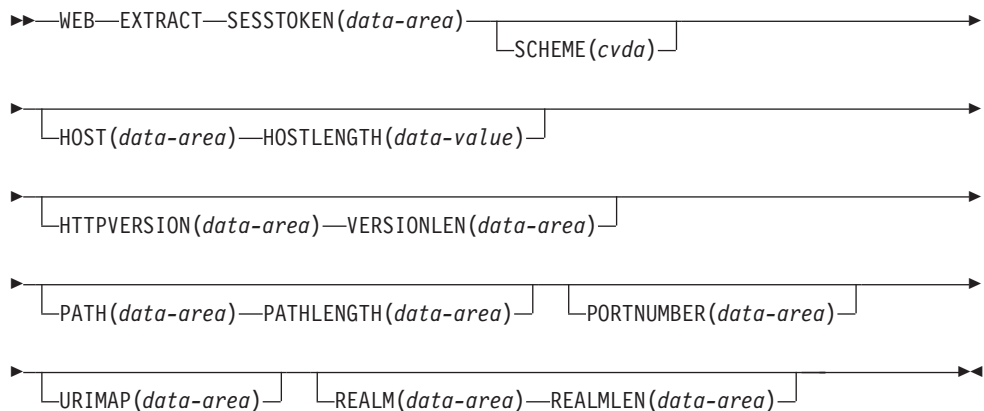 WEB EXTRACT SESSTOKEN(data-area)
SCHEME(cvda)
HOST(data-area) HOSTLENGTH(data-value)
HTTPVERSION(data-area) VERSIONLEN(data-area)
PATH(data-area) PATHLENGTH(data-area) PORTNUMBER(data-area)
URIMAP(data-area) REALM(data-area) REALMLEN(data-area)